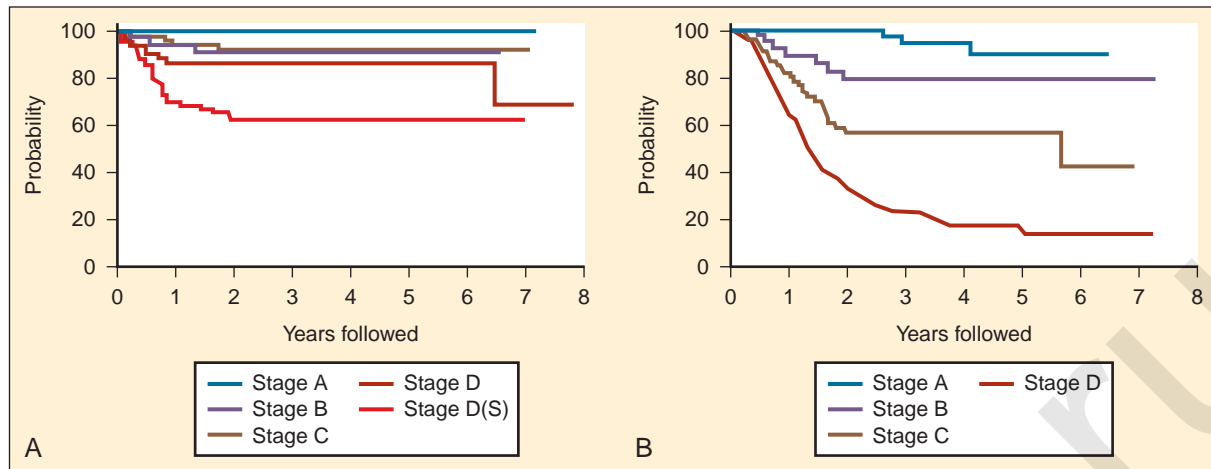 100
80
60
40
20
0
Probability
0 1 2 3 4 5 6 7 8
Years followed
Stage A
Stage B
Stage C
Stage D
Stage D(S)
A
100
80
60
40
20
0
Probability
0 1 2 3 4 5 6 7 8
Years followed
Stage A
Stage B
Stage C
Stage D
B
ru